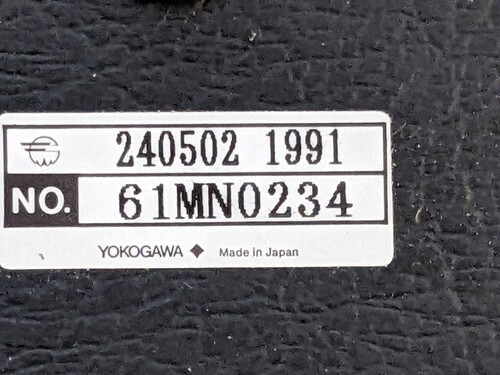 240502 1991
NO. 61MN0234
YOKOGAWA ◆ Made in Japan